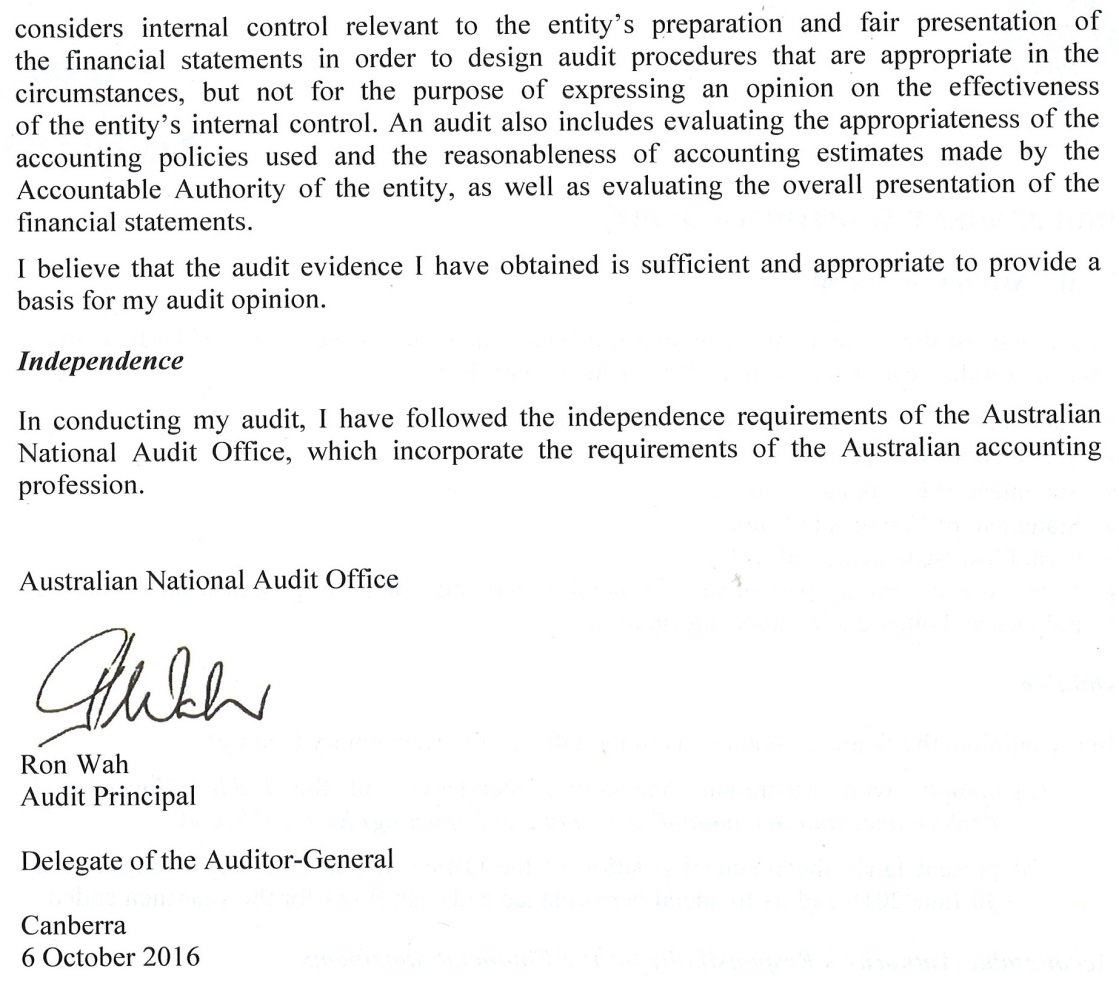 considers internal control relevant to the entity's preparation and fair presentation of
the financial statements in order to design audit procedures that are appropriate in the
circumstances, but not for the purpose of expressing an opinion on the effectiveness
of the entity's internal control. An audit also includes evaluating the appropriateness of the
accounting policies used and the reasonableness of accounting estimates made by the
Accountable Authority of the entity, as well as evaluating the overall presentation of the
financial statements.
I believe that the audit evidence I have obtained is sufficient and appropriate to provide a
basis for my audit opinion.
Independence
In conducting my audit, I have followed the independence requirements of the Australian
National Audit Office, which incorporate the requirements of the Australian accounting
profession.
Australian National Audit Office
Ron Wah
Audit Principal
Delegate of the Auditor-General
Canberra
6 October 2016